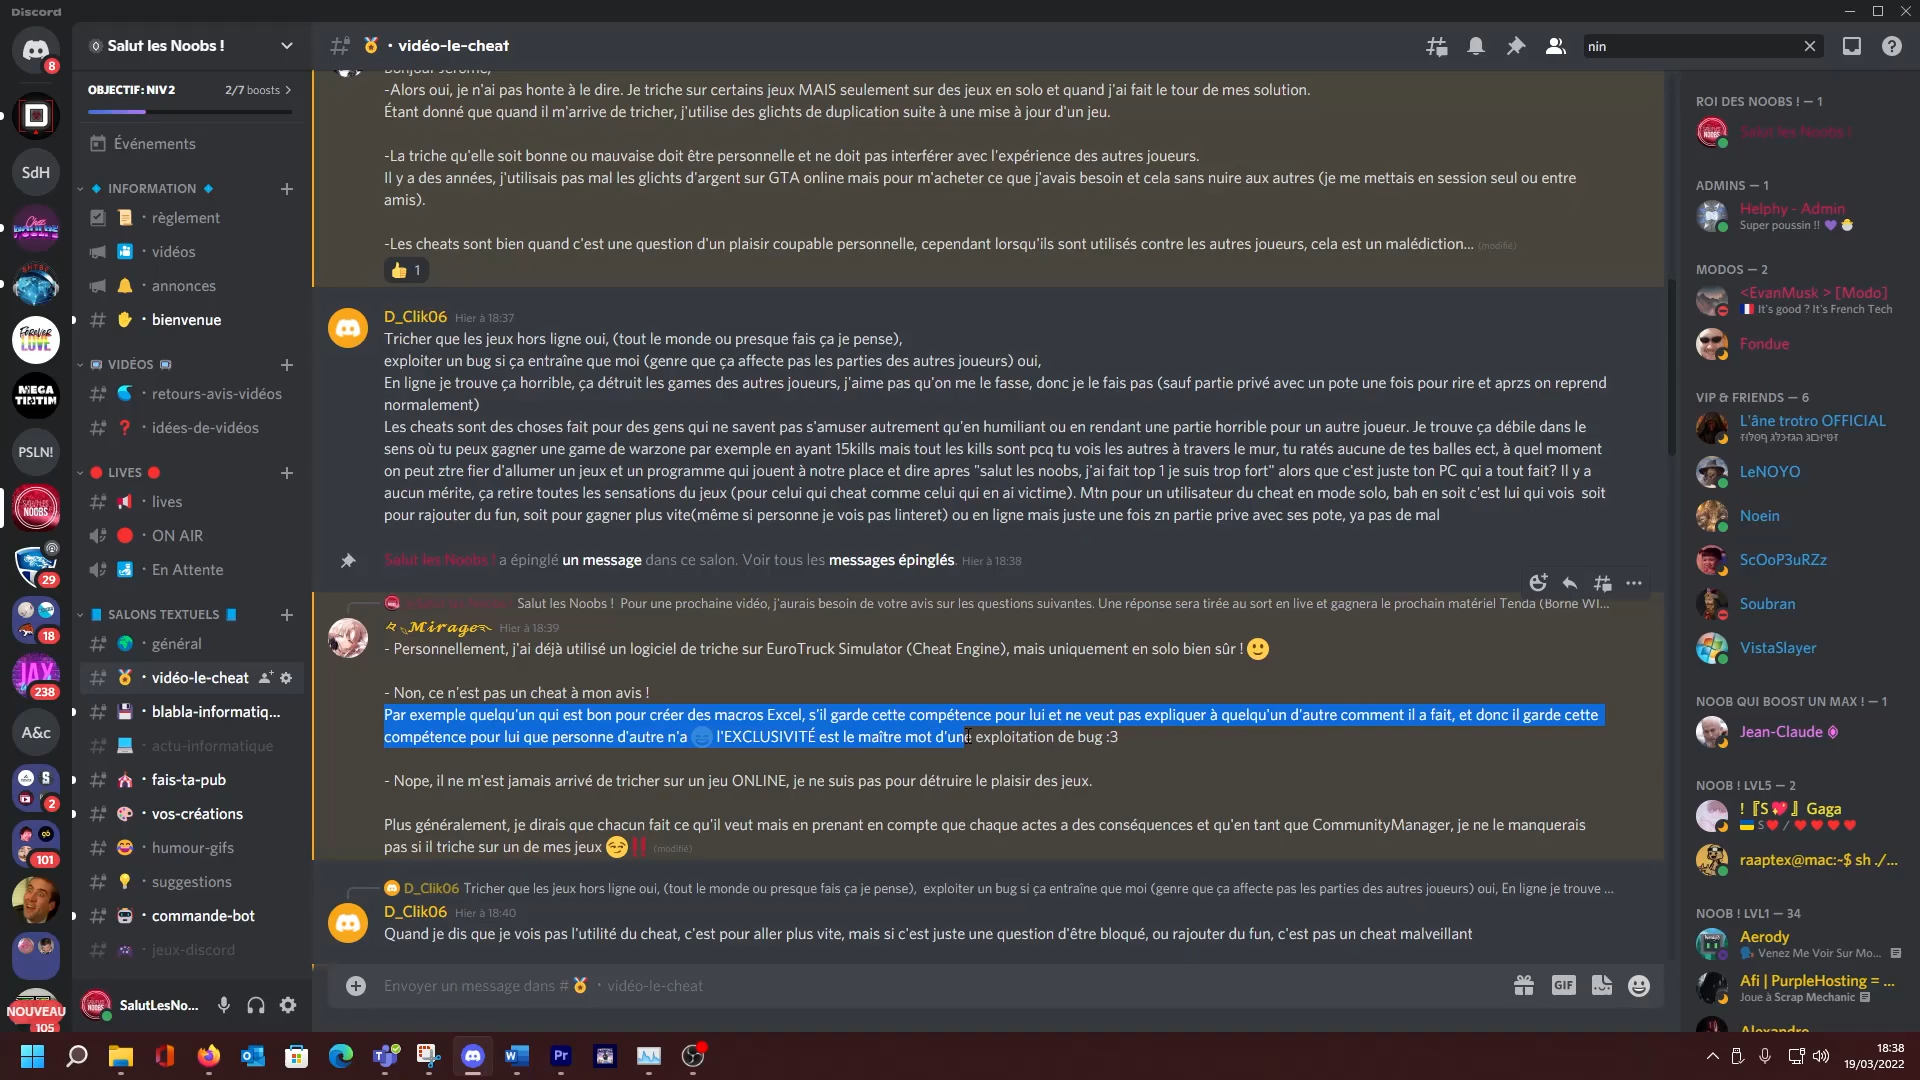 Discord
Salut les Noobs !
OBJECTIF: NIV 2 2/7 boosts
Événements
INFORMATION
règlement
vidéos
annonces
bienvenue
VIDÉOS
retours-avis-vidéos
idées-de-vidéos
LIVES
lives
ON AIR
En Attente
SALONS TEXTUELS
général
vidéo-le-cheat
blabla-informatiq...
actu-informatique
fais-ta-pub
vos-créations
humour-gifs
suggestions
commande-bot
jeux-discord
SalutLesNo...
8
SdH
FOREVER
LOVE
MEGA
TINTIM
PSLN!
29
18
JAX
238
A&C
2
101
NOUVEAU
105
vidéo-le-cheat
nin
Bonjour Jérôme,
-Alors oui, je n'ai pas honte à le dire. Je triche sur certains jeux MAIS seulement sur des jeux en solo et quand j'ai fait le tour de mes solution.
Étant donné que quand il m'arrive de tricher, j'utilise des glichts de duplication suite à une mise à jour d'un jeu.
-La triche qu'elle soit bonne ou mauvaise doit être personnelle et ne doit pas interférer avec l'expérience des autres joueurs.
Il y a des années, j'utilisais pas mal les glichts d'argent sur GTA online mais pour m'acheter ce que j'avais besoin et cela sans nuire aux autres (je me mettais en session seul ou entre
amis).
-Les cheats sont bien quand c'est une question d'un plaisir coupable personnelle, cependant lorsqu'ils sont utilisés contre les autres joueurs, cela est un malédiction... (modifié)
👍 1
D_Clik06 Hier à 18:37
Tricher que les jeux hors ligne oui, (tout le monde ou presque fais ça je pense),
exploiter un bug si ça entraîne que moi (genre que ça affecte pas les parties des autres joueurs) oui,
En ligne je trouve ça horrible, ça détruit les games des autres joueurs, j'aime pas qu'on me le fasse, donc je le fais pas (sauf partie privé avec un pote une fois pour rire et aprzs on reprend
normalement)
Les cheats sont des choses fait pour des gens qui ne savent pas s'amuser autrement qu'en humiliant ou en rendant une partie horrible pour un autre joueur. Je trouve ça débile dans le
sens où tu peux gagner une game de warzone par exemple en ayant 15kills mais tout les kills sont pcq tu vois les autres à travers le mur, tu ratés aucune de tes balles ect, à quel moment
on peut ztre fier d'allumer un jeux et un programme qui jouent à notre place et dire apres "salut les noobs, j'ai fait top 1 je suis trop fort" alors que c'est juste ton PC qui a tout fait? Il y a
aucun mérite, ça retire toutes les sensations du jeux (pour celui qui cheat comme celui qui en ai victime). Mtn pour un utilisateur du cheat en mode solo, bah en soit c'est lui qui vois soit
pour rajouter du fun, soit pour gagner plus vite(même si personne je vois pas linteret) ou en ligne mais juste une fois zn partie prive avec ses pote, ya pas de mal
Salut les Noobs ! a épinglé un message dans ce salon. Voir tous les messages épinglés. Hier à 18:38
Salut les Noobs ! Pour une prochaine vidéo, j'aurais besoin de votre avis sur les questions suivantes. Une réponse sera tirée au sort en live et gagnera le prochain matériel Tenda (Borne WI...
Mirage Hier à 18:39
- Personnellement, j'ai déjà utilisé un logiciel de triche sur EuroTruck Simulator (Cheat Engine), mais uniquement en solo bien sûr ! 🙂
- Non, ce n'est pas un cheat à mon avis !
Par exemple quelqu'un qui est bon pour créer des macros Excel, s'il garde cette compétence pour lui et ne veut pas expliquer à quelqu'un d'autre comment il a fait, et donc il garde cette
compétence pour lui que personne d'autre n'a l'EXCLUSIVITÉ est le maître mot d'une exploitation de bug :3
- Nope, il ne m'est jamais arrivé de tricher sur un jeu ONLINE, je ne suis pas pour détruire le plaisir des jeux.
Plus généralement, je dirais que chacun fait ce qu'il veut mais en prenant en compte que chaque actes a des conséquences et qu'en tant que CommunityManager, je ne le manquerais
pas si il triche sur un de mes jeux 😏‼️ (modifié)
D_Clik06 Tricher que les jeux hors ligne oui, (tout le monde ou presque fais ça je pense), exploiter un bug si ça entraîne que moi (genre que ça affecte pas les parties des autres joueurs) oui, En ligne je trouve ...
D_Clik06 Hier à 18:40
Quand je dis que je vois pas l'utilité du cheat, c'est pour aller plus vite, mais si c'est juste une question d'être bloqué, ou rajouter du fun, c'est pas un cheat malveillant
Envoyer un message dans # 🏅・vidéo-le-cheat
GIF
ROI DES NOOBS ! — 1
Salut les Noobs !
ADMINS — 1
Helphy - Admin
Super poussin !! 💜
MODOS — 2
<EvanMusk > [Modo]
It's good ? It's French Tech
Fondue
VIP & FRIENDS — 6
L'âne trotro OFFICIAL
LeNOYO
Noein
ScOoP3uRZz
Soubran
VistaSlayer
NOOB QUI BOOST UN MAX ! — 1
Jean-Claude
NOOB ! LVL5 — 2
! 『S💖』 Gaga
S❤️ / ❤️ ❤️ ❤️ ❤️
raaptex@mac:~$ sh ./...
NOOB ! LVL1 — 34
Aerody
Venez Me Voir Sur Mo...
Afi | PurpleHosting = ...
Joue à Scrap Mechanic
Alexandre
18:38
19/03/2022